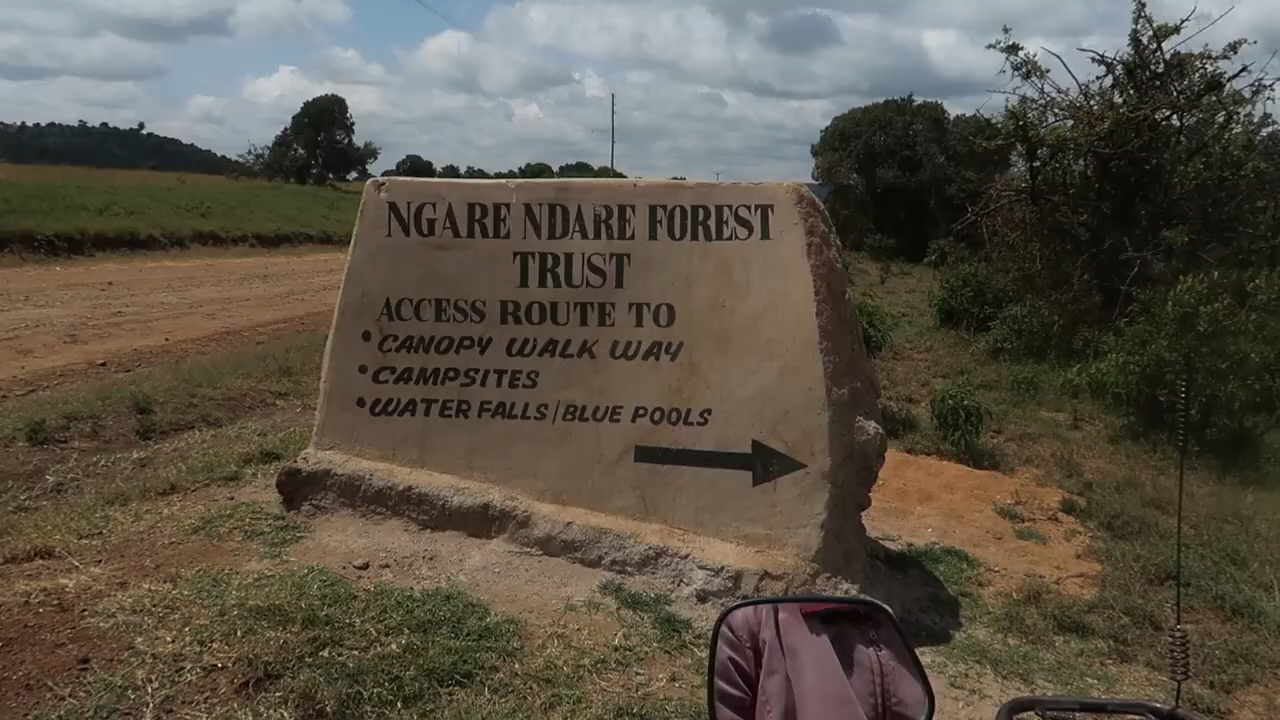 NGARE NDARE FOREST
TRUST
ACCESS ROUTE TO
• CANOPY WALK WAY
• CAMPSITES
• WATER FALLS/BLUE POOLS